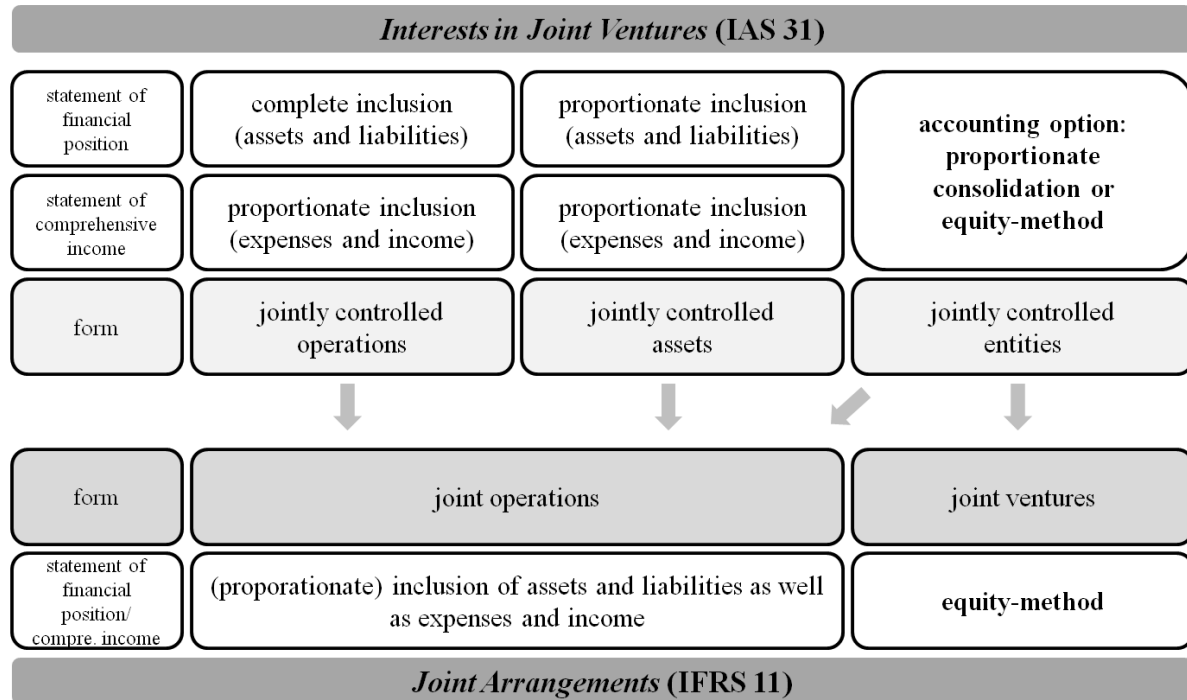 Interests in Joint Ventures (IAS 31)
statement of
financial
position
complete inclusion
(assets and liabilities)
proportionate inclusion
(assets and liabilities)
accounting option:
proportionate
consolidation or
equity-method
statement of
comprehensive
income
proportionate inclusion
(expenses and income)
proportionate inclusion
(expenses and income)
form
jointly controlled
operations
jointly controlled
assets
jointly controlled
entities
form
joint operations
joint ventures
statement of
financial
position/
compre. income
(proporationate) inclusion of assets and liabilities as well
as expenses and income
equity-method
Joint Arrangements (IFRS 11)